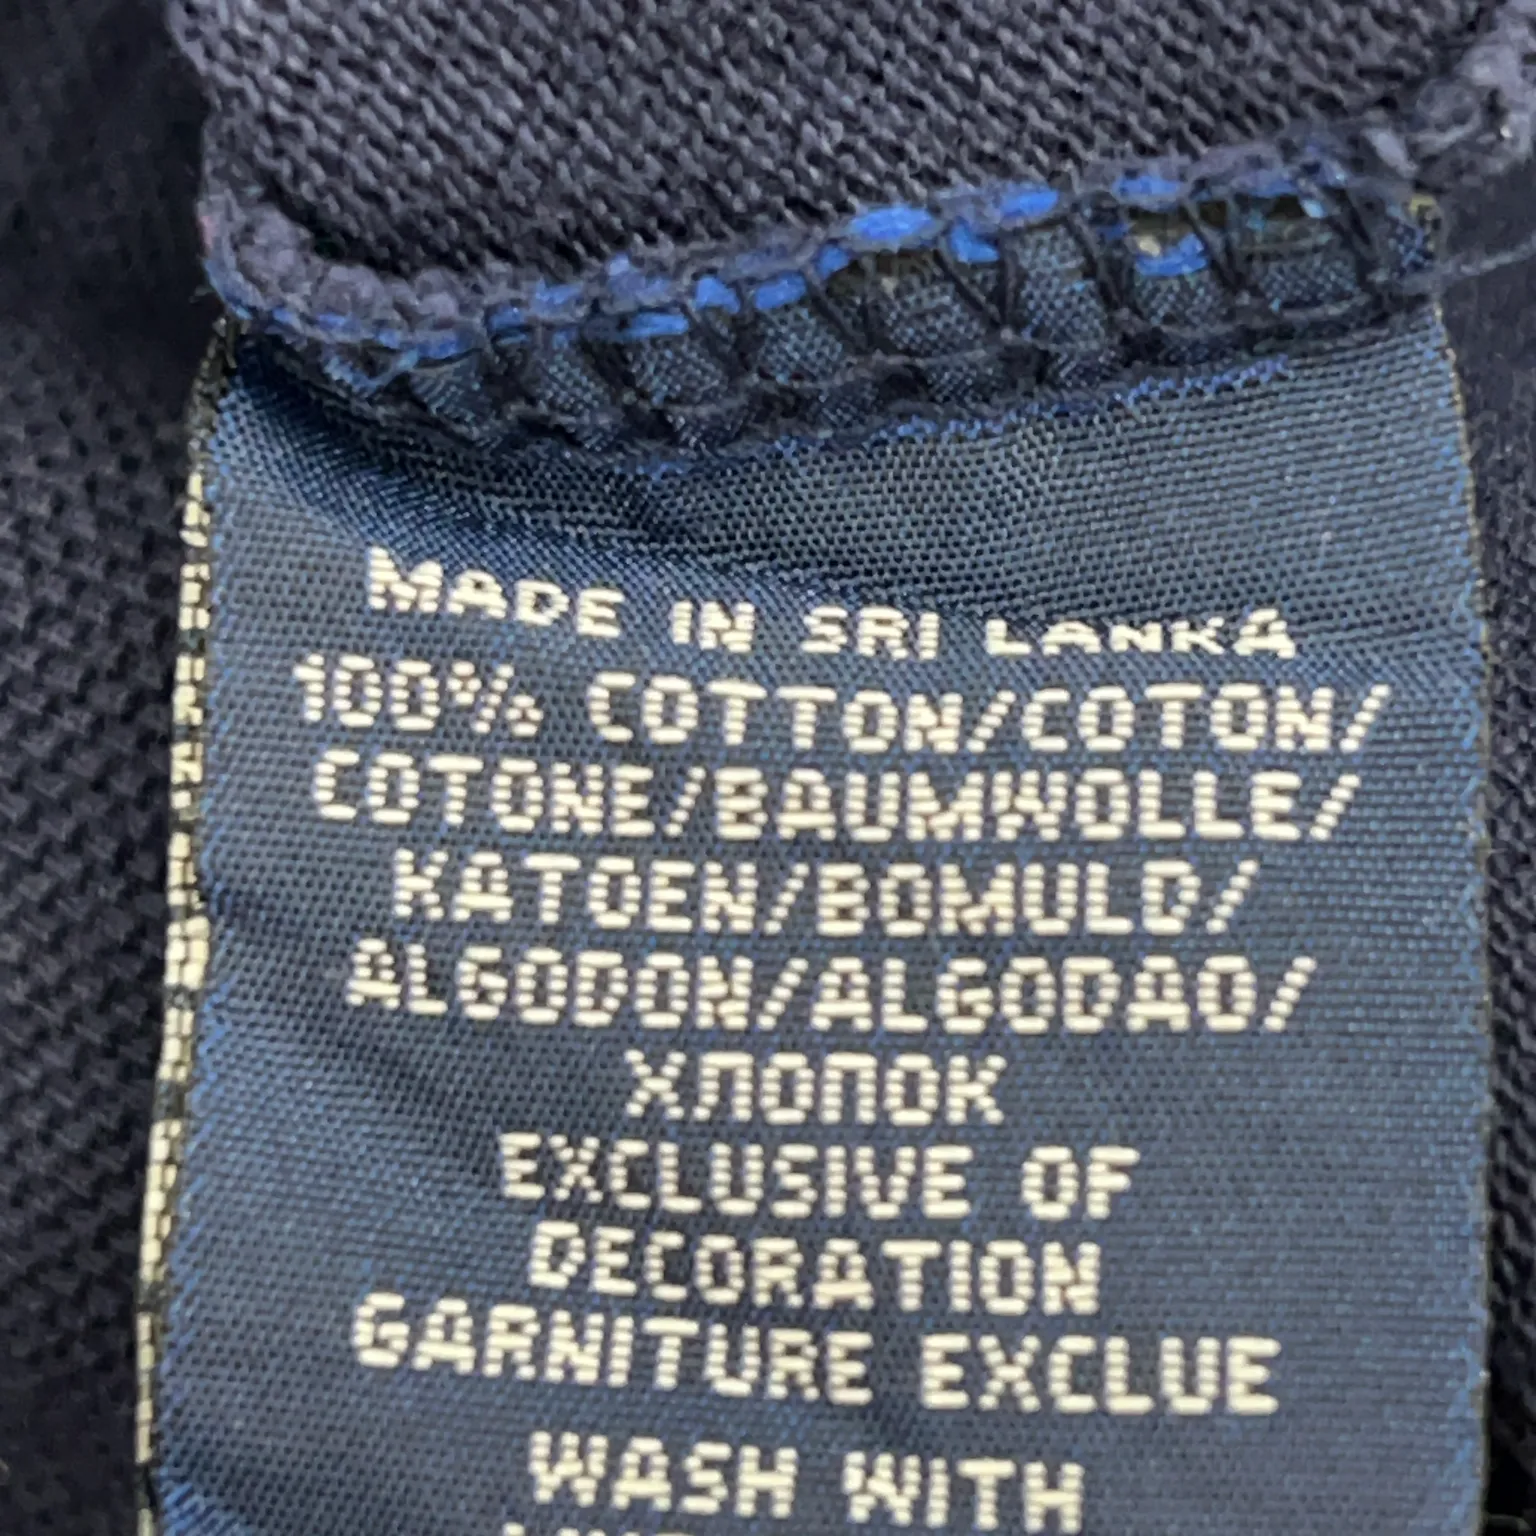 MADE IN SRI LANKA
100% COTTON/COTON/
COTONE/BAUMWOLLE/
KATOEN/BOMULD/
ALGODON/ALGODAO/
ХЛОПОК
EXCLUSIVE OF
DECORATION
GARNITURE EXCLUE
WASH WITH